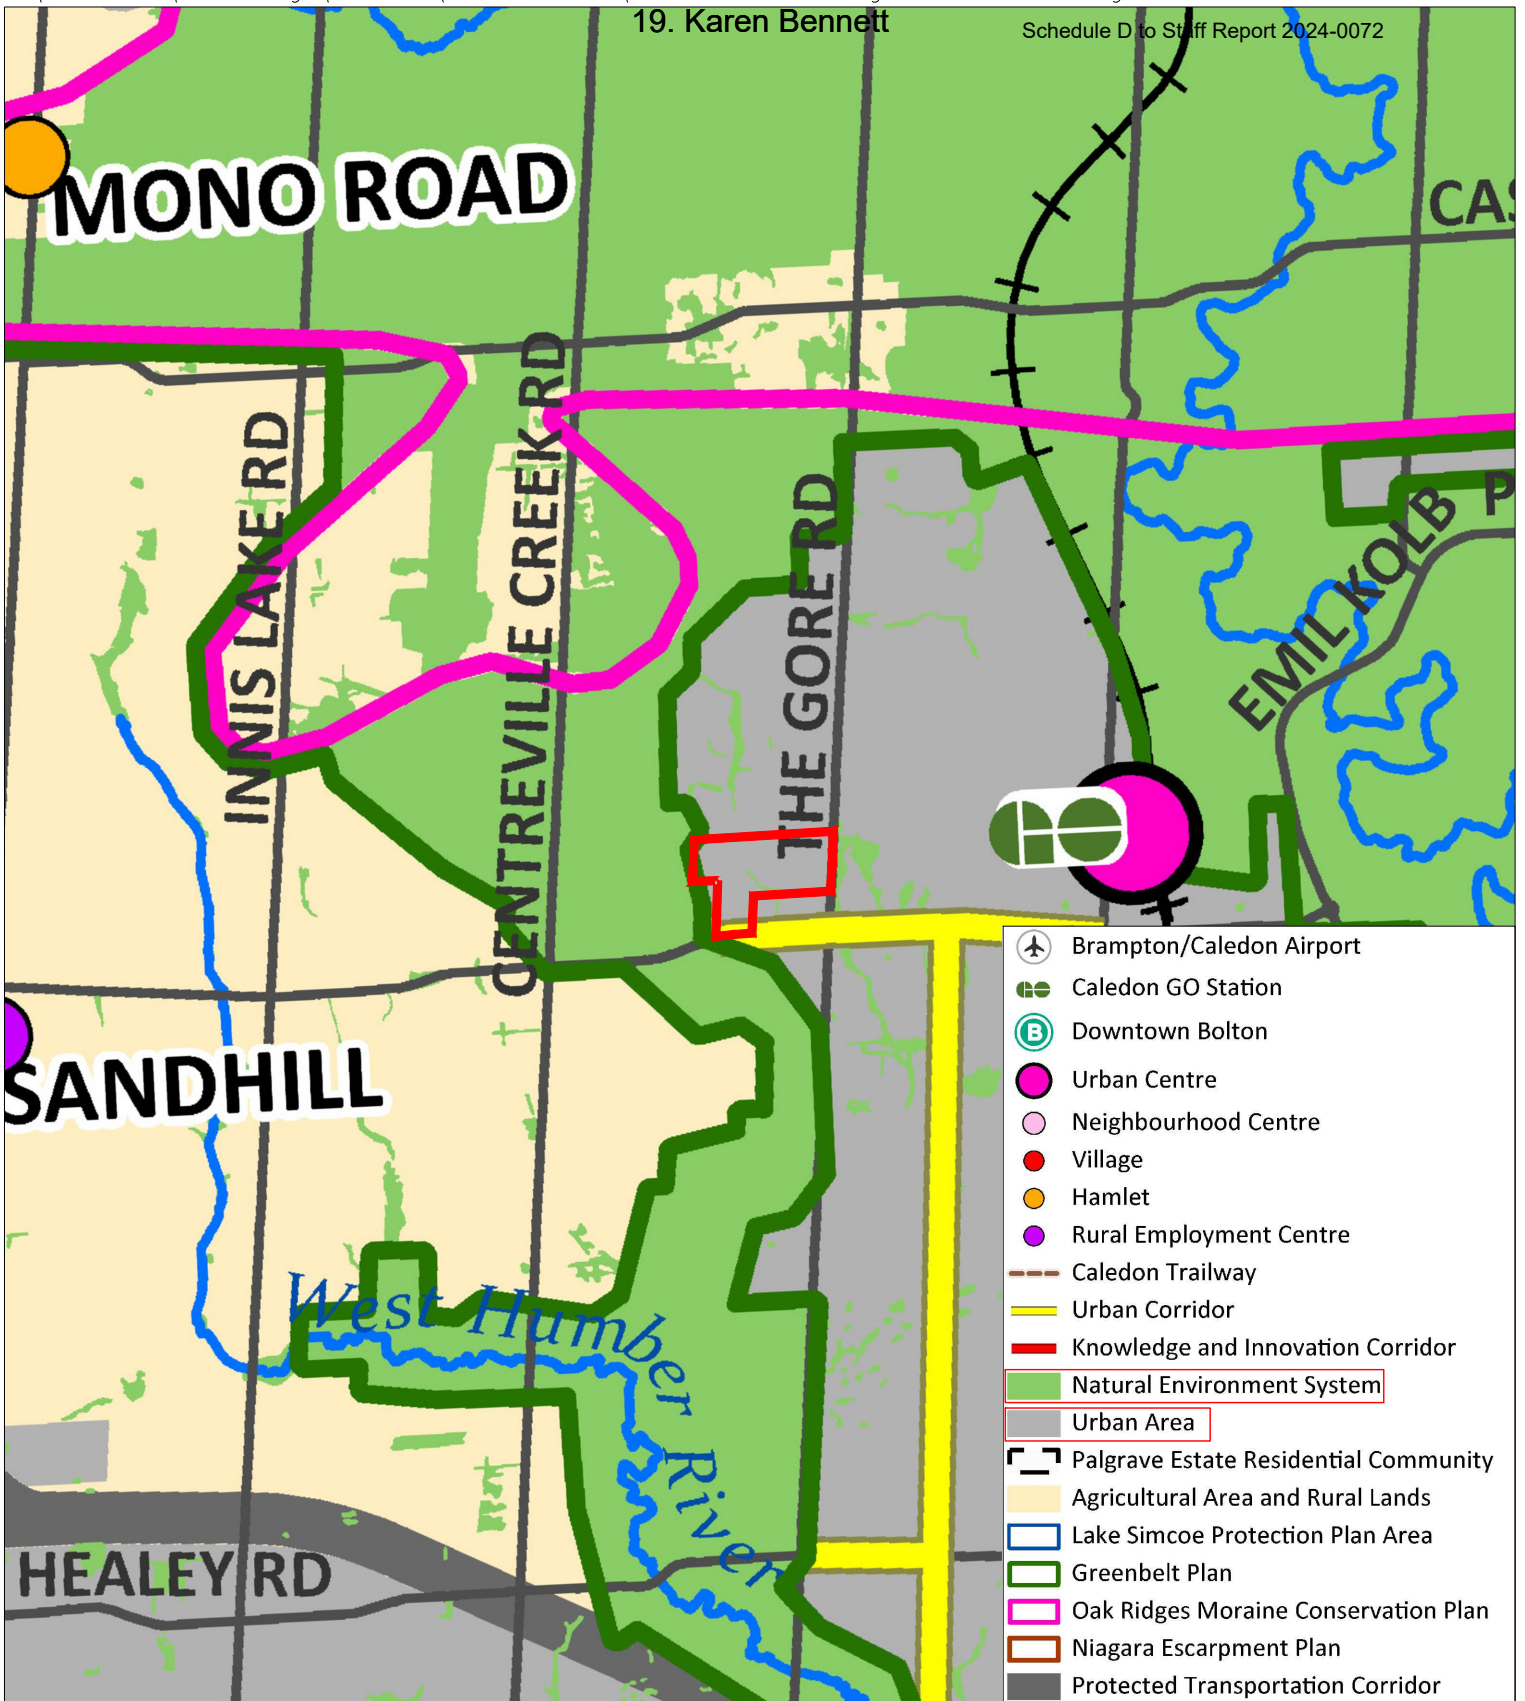 19. Karen Bennett
Schedule D to Staff Report 2024-0072
MONO ROAD
CAS
INNIS LAKE RD
CENTREVILLE CREEK RD
THE GORE RD
EMIL KOLB P
SANDHILL
West Humber River
HEALEY RD
Brampton/Caledon Airport
Caledon GO Station
B
Downtown Bolton
Urban Centre
Neighbourhood Centre
Village
Hamlet
Rural Employment Centre
Caledon Trailway
Urban Corridor
Knowledge and Innovation Corridor
Natural Environment System
Urban Area
Palgrave Estate Residential Community
Agricultural Area and Rural Lands
Lake Simcoe Protection Plan Area
Greenbelt Plan
Oak Ridges Moraine Conservation Plan
Niagara Escarpment Plan
Protected Transportation Corridor